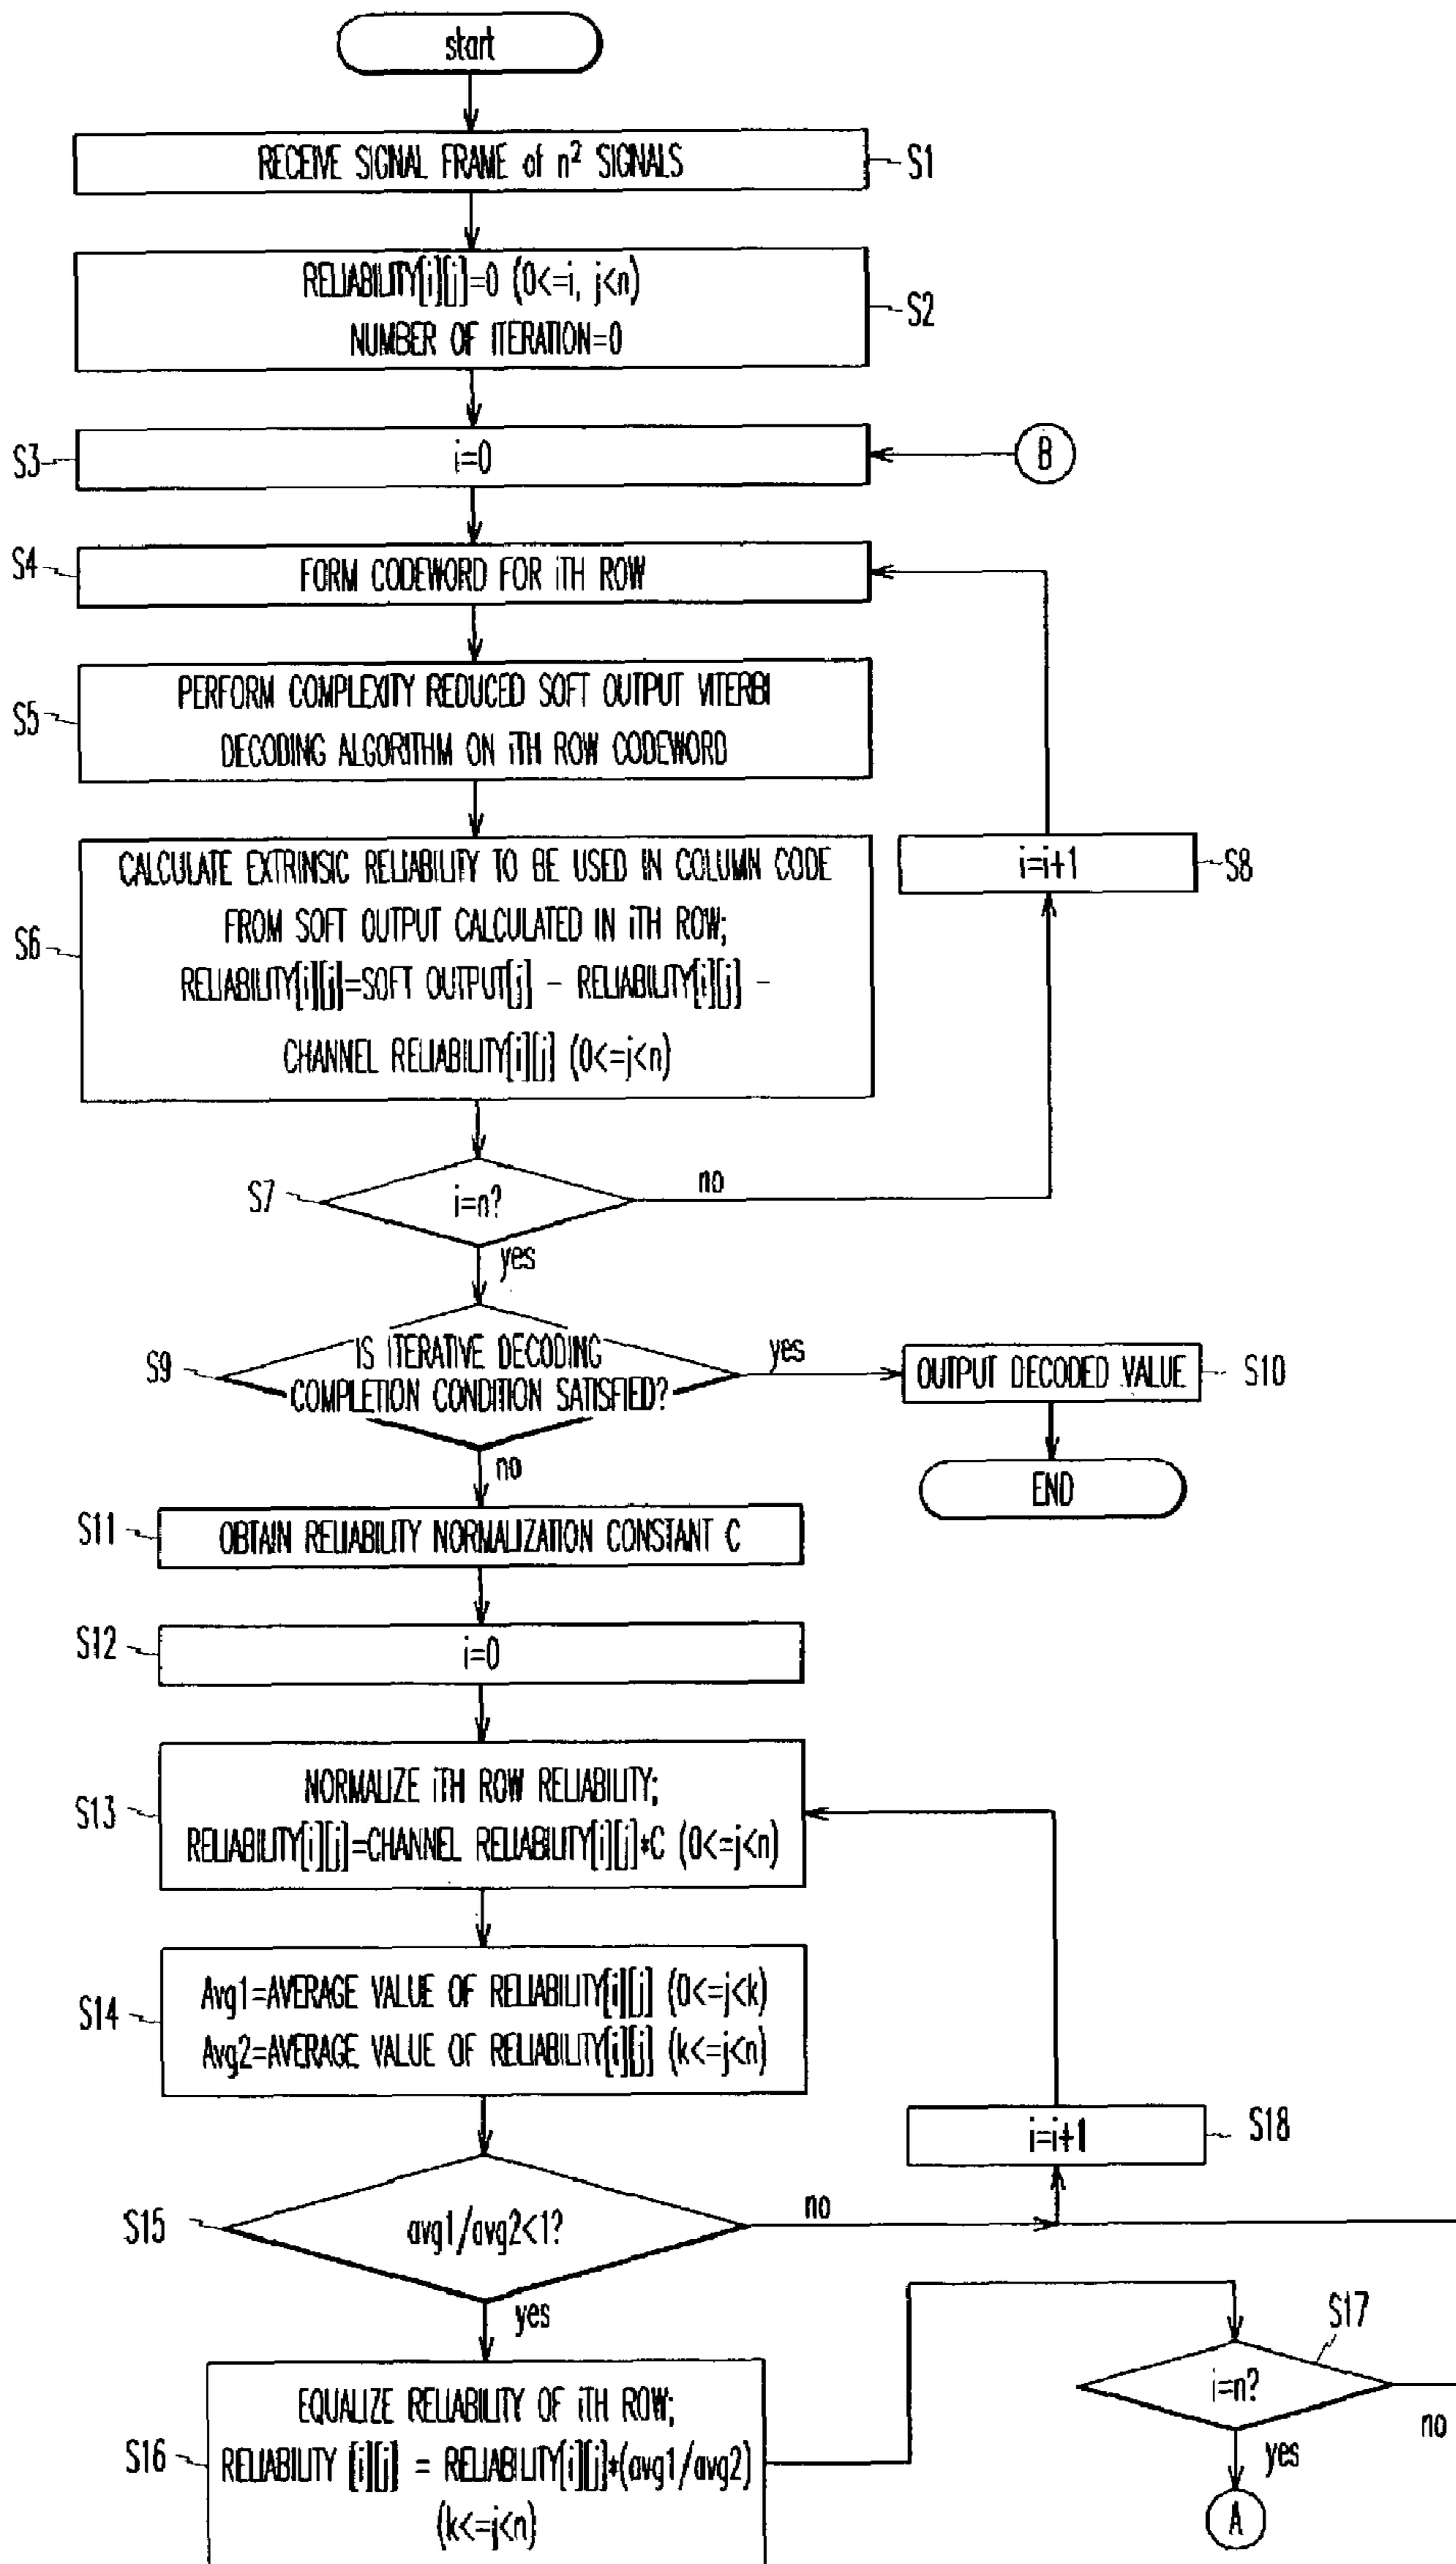 start
RECEIVE SIGNAL FRAME of n² SIGNALS
S1
RELIABILITY[i][j]=0 (0<=i, j<n)
NUMBER OF ITERATION=0
S2
S3
i=0
B
S4
FORM CODEWORD FOR iTH ROW
S5
PERFORM COMPLEXITY REDUCED SOFT OUTPUT VITERBI
DECODING ALGORITHM ON iTH ROW CODEWORD
S6
CALCULATE EXTRINSIC RELIABILITY TO BE USED IN COLUMN CODE
FROM SOFT OUTPUT CALCULATED IN iTH ROW;
RELIABILITY[i][j]=SOFT OUTPUT[j] - RELIABILITY[i][j] -
CHANNEL RELIABILITY[i][j] (0<=j<n)
i=i+1
S8
S7
i=n?
no
yes
S9
IS ITERATIVE DECODING
COMPLETION CONDITION SATISFIED?
yes
OUTPUT DECODED VALUE
S10
no
END
S11
OBTAIN RELIABILITY NORMALIZATION CONSTANT C
S12
i=0
S13
NORMALIZE iTH ROW RELIABILITY;
RELIABILITY[i][j]=CHANNEL RELIABILITY[i][j]*C (0<=j<n)
S14
Avg1=AVERAGE VALUE OF RELIABILITY[i][j] (0<=j<k)
Avg2=AVERAGE VALUE OF RELIABILITY[i][j] (k<=j<n)
i=i+1
S18
S15
avg1/avg2<1?
no
yes
S17
i=n?
no
yes
A
S16
EQUALIZE RELIABILITY OF iTH ROW;
RELIABILITY [i][j] = RELIABILITY[i][j]*(avg1/avg2)
(k<=j<n)